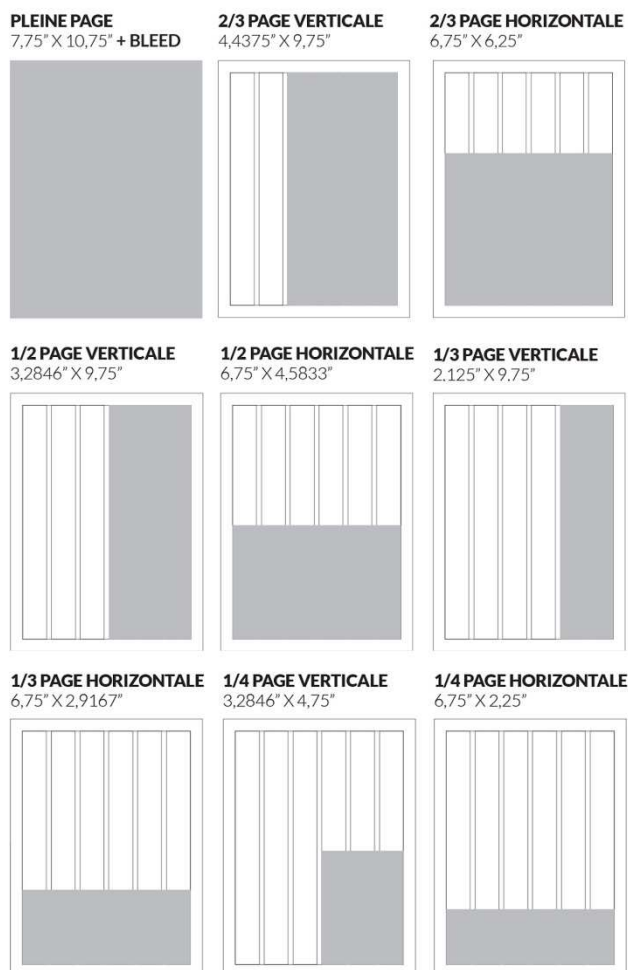 PLEINE PAGE
7,75” X 10,75” + BLEED
2/3 PAGE VERTICALE
4,4375” X 9,75”
2/3 PAGE HORIZONTALE
6,75” X 6,25”
1/2 PAGE VERTICALE
3,2846” X 9,75”
1/2 PAGE HORIZONTALE
6,75” X 4,5833”
1/3 PAGE VERTICALE
2.125” X 9.75”
1/3 PAGE HORIZONTALE
6,75” X 2,9167”
1/4 PAGE VERTICALE
3,2846” X 4,75”
1/4 PAGE HORIZONTALE
6,75” X 2,25”